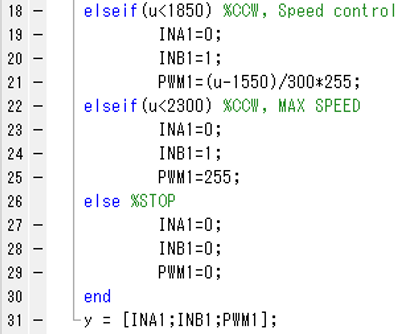 18 - elseif(u<1850) %CCW, Speed control
19 - INA1=0;
20 - INB1=1;
21 - PWM1=(u-1550)/300*255;
22 - elseif(u<2300) %CCW, MAX SPEED
23 - INA1=0;
24 - INB1=1;
25 - PWM1=255;
26 else %STOP
27 - INA1=0;
28 - INB1=0;
29 - PWM1=0;
30 end
31 - y = [INA1;INB1;PWM1];